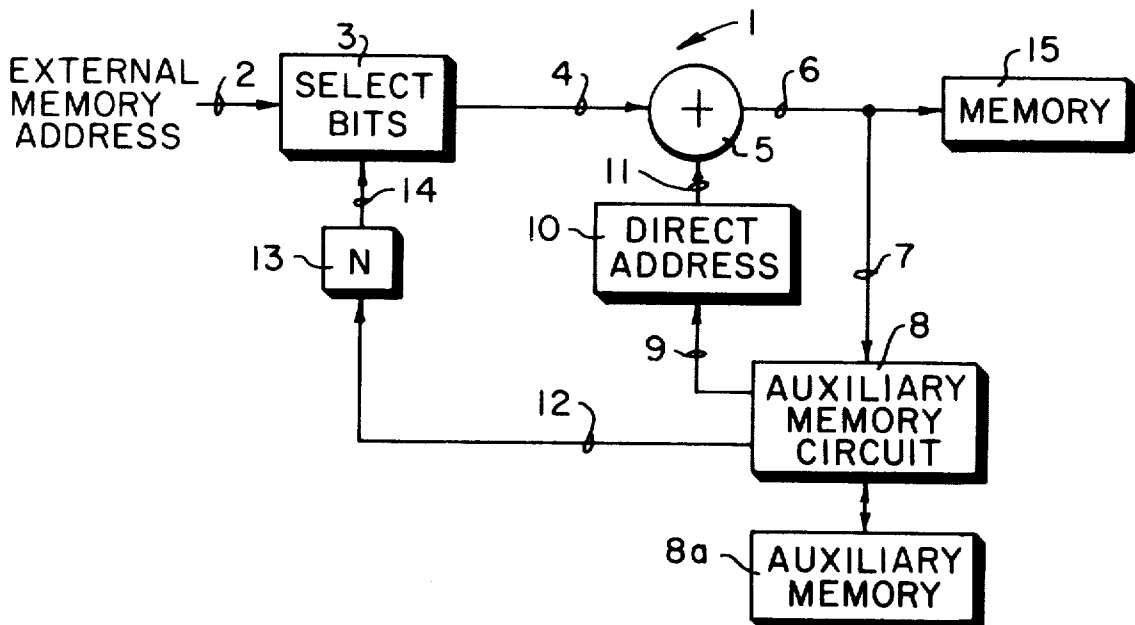 1
3
15
EXTERNAL
MEMORY
ADDRESS
2
SELECT
BITS
4
+
6
MEMORY
5
11
14
10
DIRECT
ADDRESS
13
N
7
9
8
12
AUXILIARY
MEMORY
CIRCUIT
8a
AUXILIARY
MEMORY